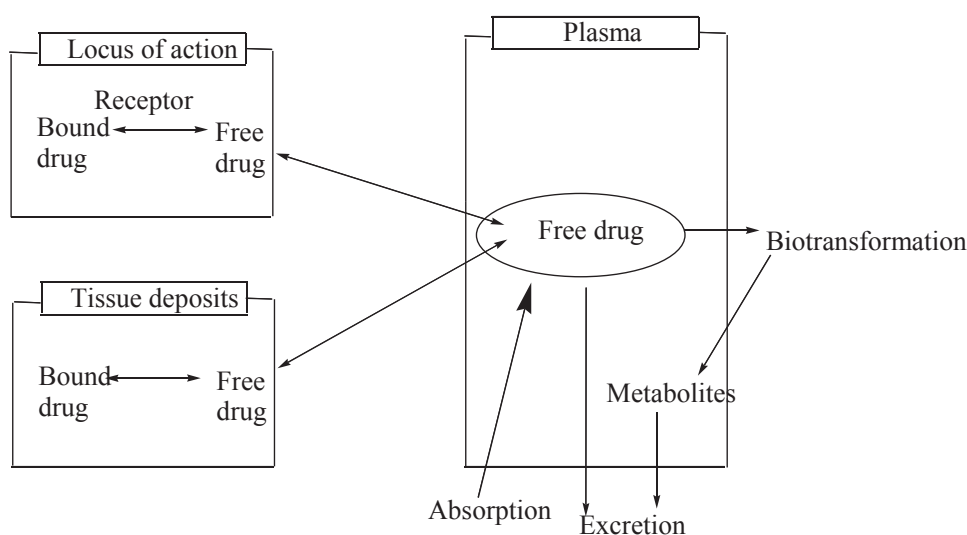 Locus of action
Receptor
Bound
drug
Free
drug
Tissue deposits
Bound
drug
Free
drug
Plasma
Free drug
Biotransformation
Metabolites
Absorption
Excretion